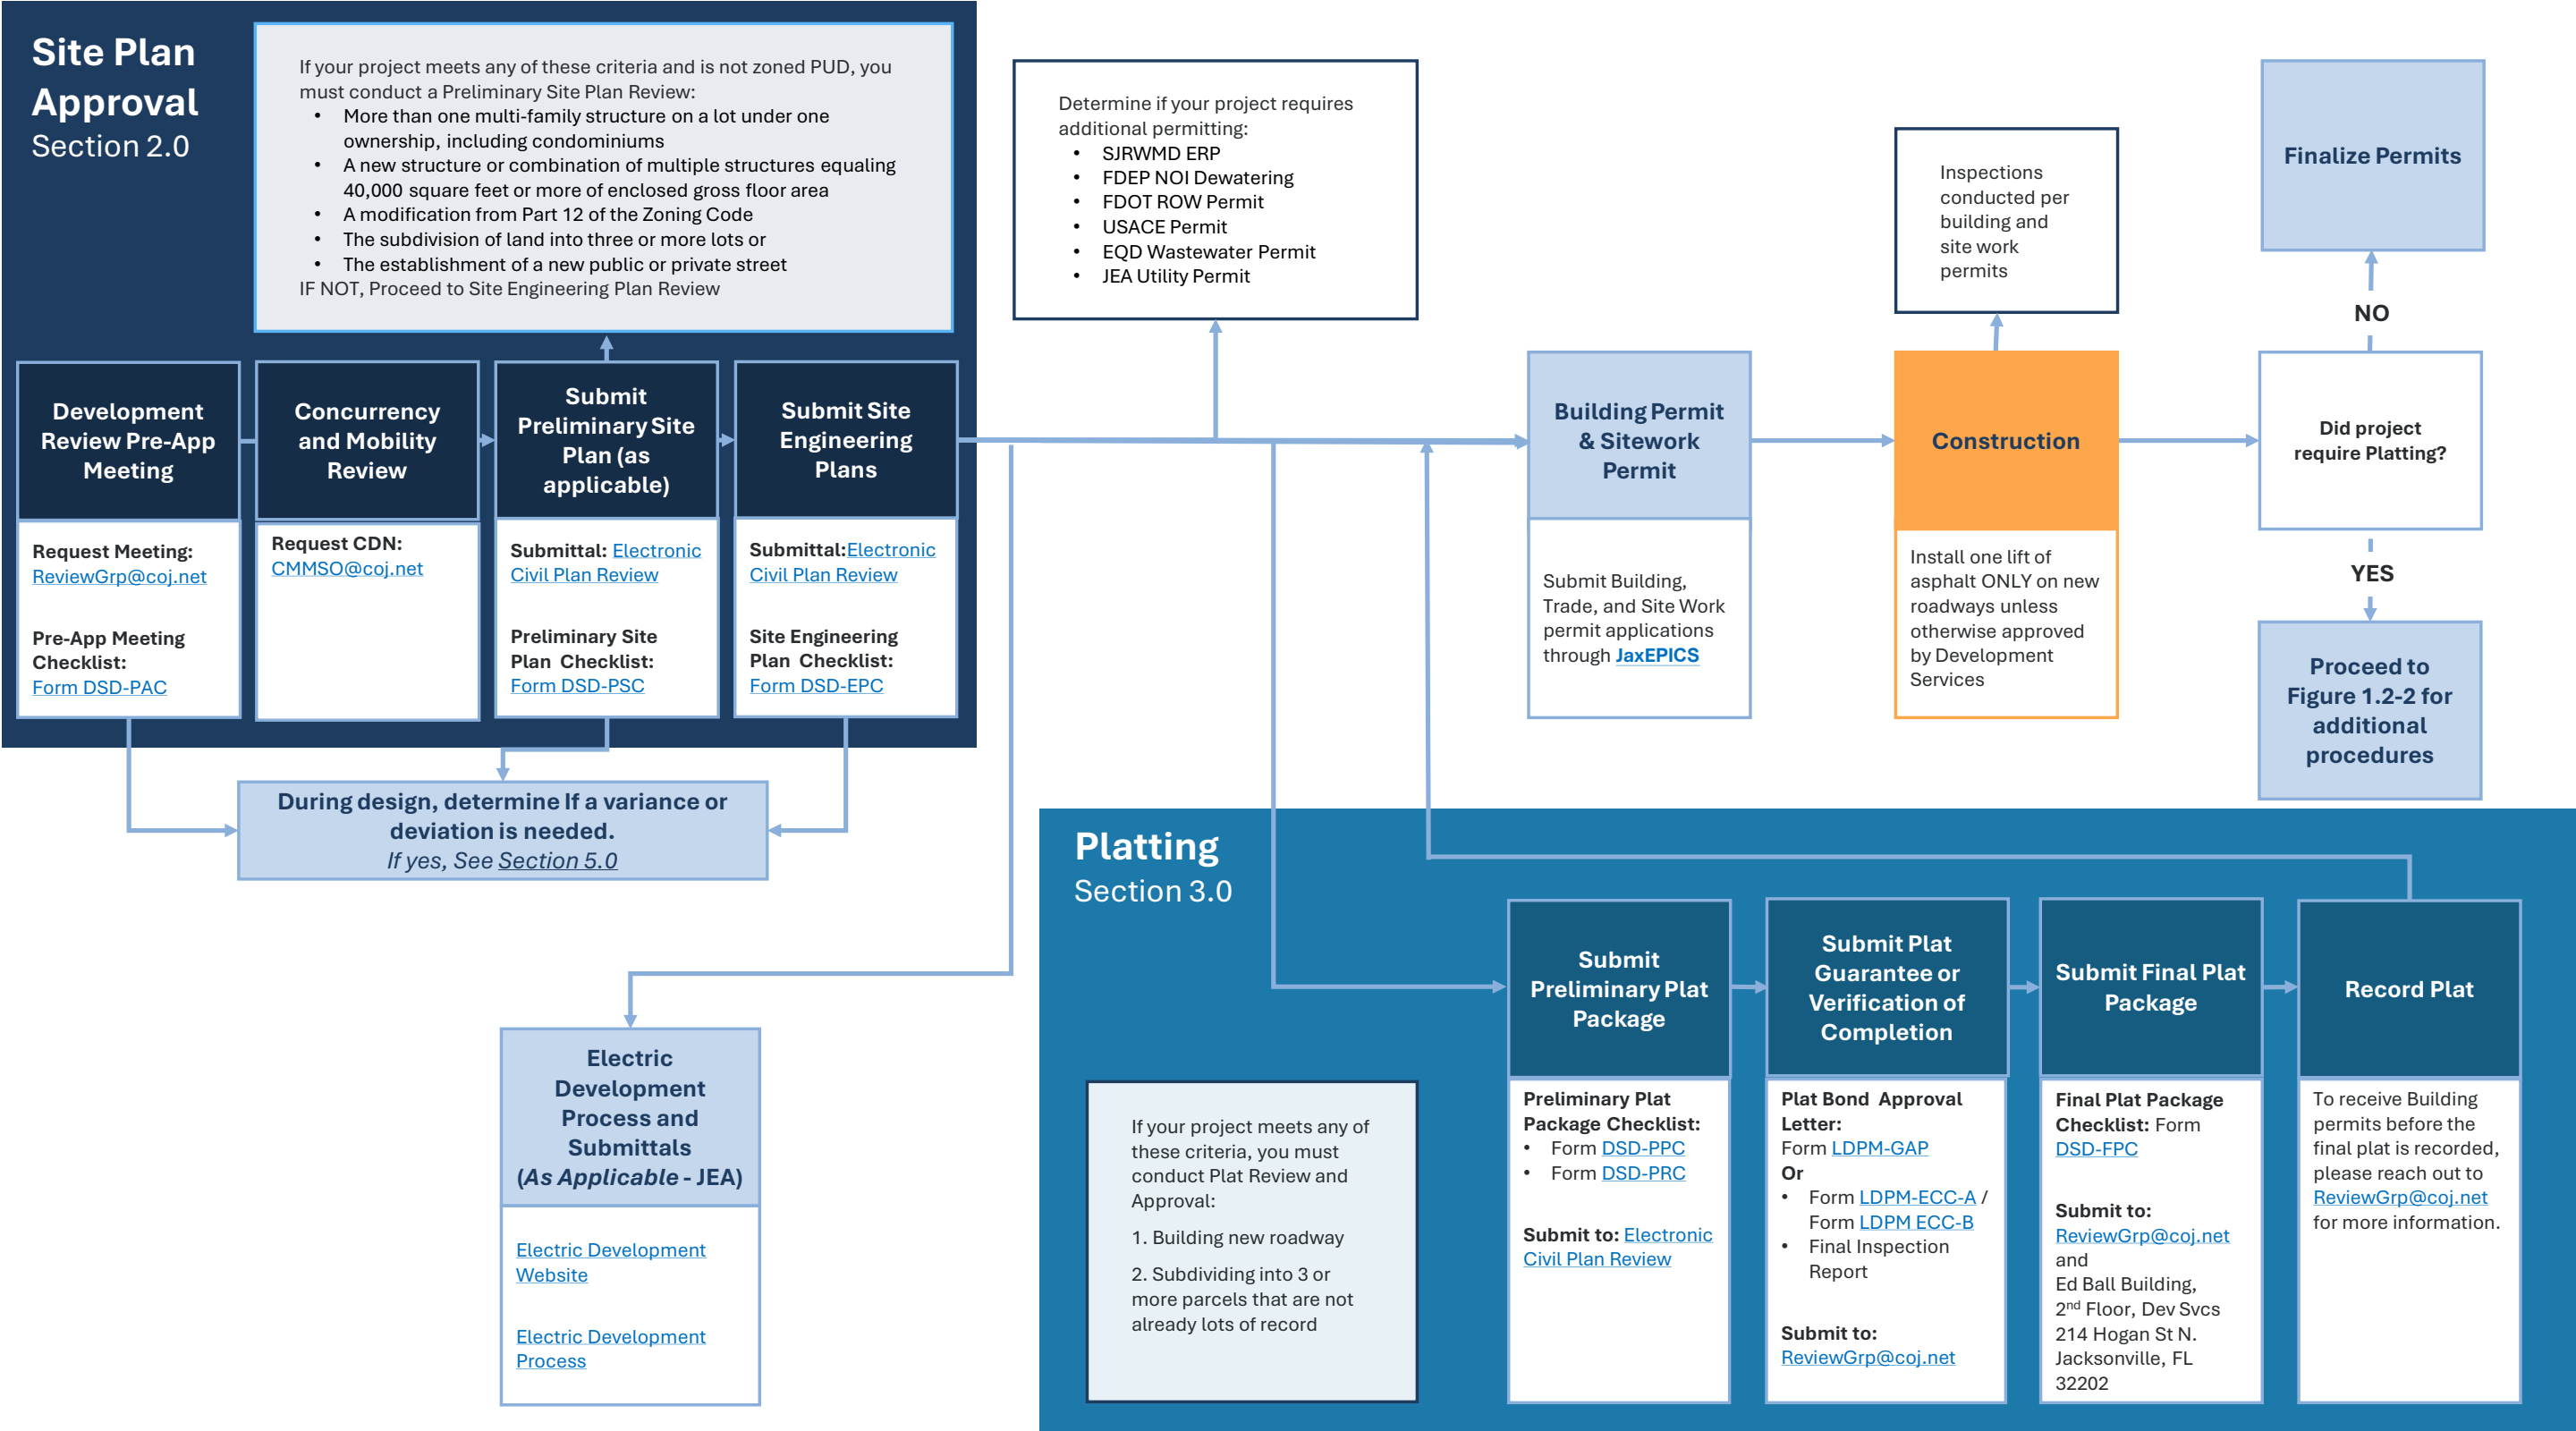 Site Plan
Approval
Section 2.0
If your project meets any of these criteria and is not zoned PUD, you
must conduct a Preliminary Site Plan Review:
• More than one multi-family structure on a lot under one
ownership, including condominiums
• A new structure or combination of multiple structures equaling
40,000 square feet or more of enclosed gross floor area
• A modification from Part 12 of the Zoning Code
• The subdivision of land into three or more lots or
• The establishment of a new public or private street
IF NOT, Proceed to Site Engineering Plan Review
Development
Review Pre-App
Meeting
Request Meeting:
ReviewGrp@coj.net
Pre-App Meeting
Checklist:
Form DSD-PAC
Concurrency
and Mobility
Review
Request CDN:
CMMSO@coj.net
Submit
Preliminary Site
Plan (as
applicable)
Submittal: Electronic
Civil Plan Review
Preliminary Site
Plan Checklist:
Form DSD-PSC
Submit Site
Engineering
Plans
Submittal:Electronic
Civil Plan Review
Site Engineering
Plan Checklist:
Form DSD-EPC
During design, determine If a variance or
deviation is needed.
If yes, See Section 5.0
Determine if your project requires
additional permitting:
• SJRWMD ERP
• FDEP NOI Dewatering
• FDOT ROW Permit
• USACE Permit
• EQD Wastewater Permit
• JEA Utility Permit
Building Permit
& Sitework
Permit
Submit Building,
Trade, and Site Work
permit applications
through JaxEPICS
Inspections
conducted per
building and
site work
permits
Construction
Install one lift of
asphalt ONLY on new
roadways unless
otherwise approved
by Development
Services
Finalize Permits
NO
Did project
require Platting?
YES
Proceed to
Figure 1.2-2 for
additional
procedures
Electric
Development
Process and
Submittals
(As Applicable - JEA)
Electric Development
Website
Electric Development
Process
Platting
Section 3.0
If your project meets any of
these criteria, you must
conduct Plat Review and
Approval:
1. Building new roadway
2. Subdividing into 3 or
more parcels that are not
already lots of record
Submit
Preliminary Plat
Package
Preliminary Plat
Package Checklist:
• Form DSD-PPC
• Form DSD-PRC
Submit to: Electronic
Civil Plan Review
Submit Plat
Guarantee or
Verification of
Completion
Plat Bond Approval
Letter:
Form LDPM-GAP
Or
• Form LDPM-ECC-A /
Form LDPM ECC-B
• Final Inspection
Report
Submit to:
ReviewGrp@coj.net
Submit Final Plat
Package
Final Plat Package
Checklist: Form
DSD-FPC
Submit to:
ReviewGrp@coj.net
and
Ed Ball Building,
2nd Floor, Dev Svcs
214 Hogan St N.
Jacksonville, FL
32202
Record Plat
To receive Building
permits before the
final plat is recorded,
please reach out to
ReviewGrp@coj.net
for more information.